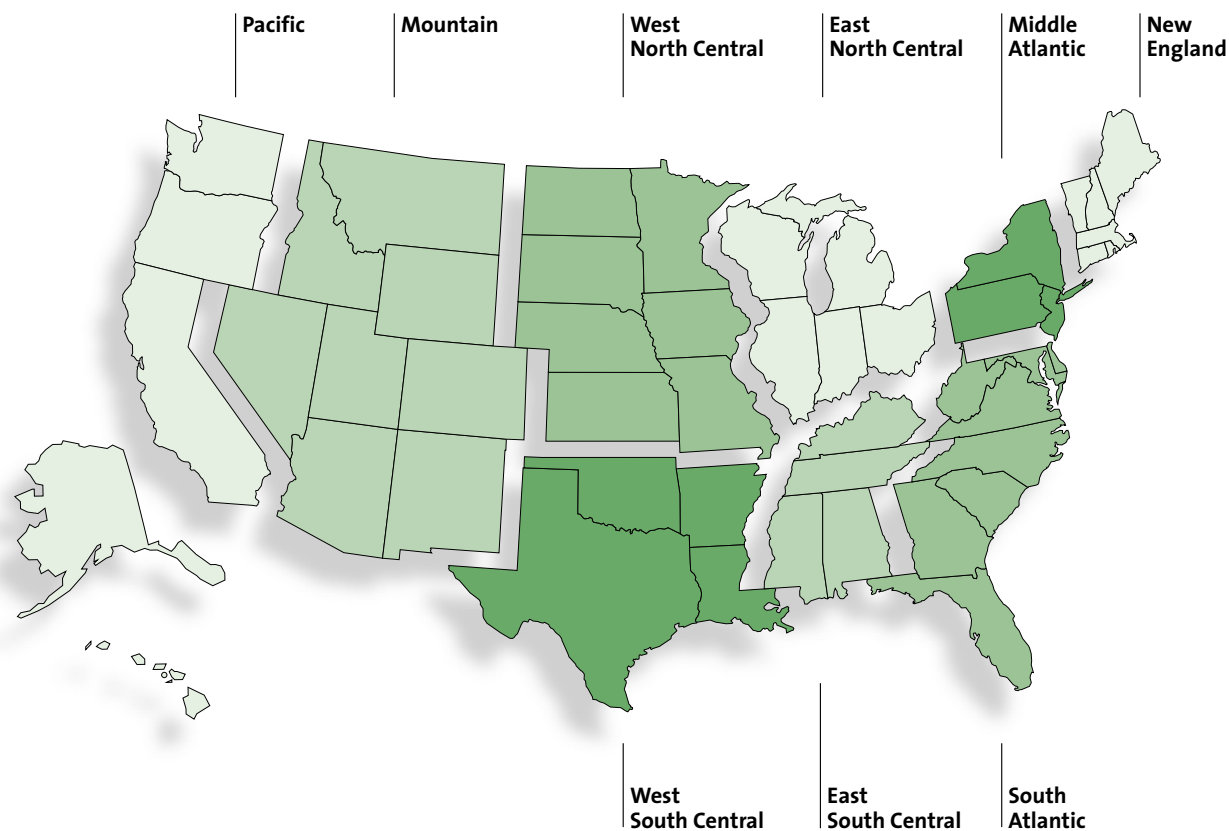 Pacific
Mountain
West
North Central
East
North Central
Middle
Atlantic
New
England
West
South Central
East
South Central
South
Atlantic